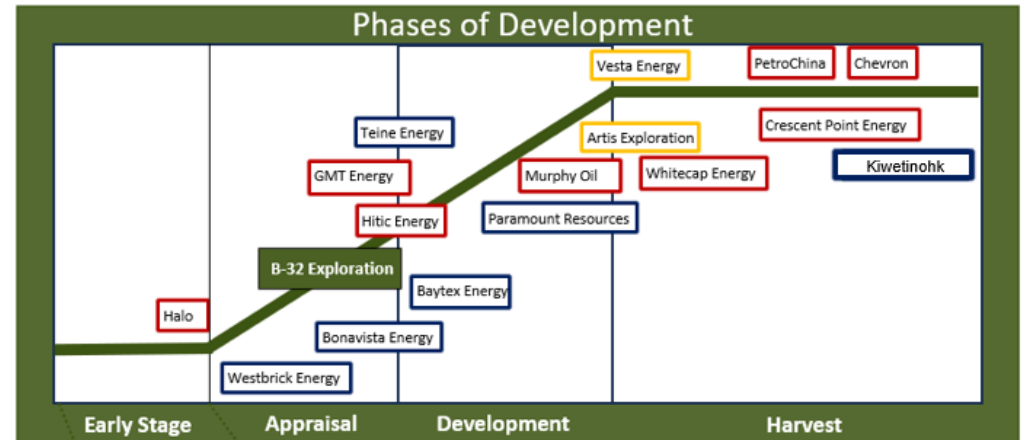 Phases of Development
Vesta Energy
PetroChina
Chevron
Teine Energy
Artis Exploration
Crescent Point Energy
GMT Energy
Murphy Oil
Whitecap Energy
Kiwetinohk
Hitic Energy
Paramount Resources
B-32 Exploration
Baytex Energy
Halo
Bonavista Energy
Westbrick Energy
Early Stage
Appraisal
Development
Harvest